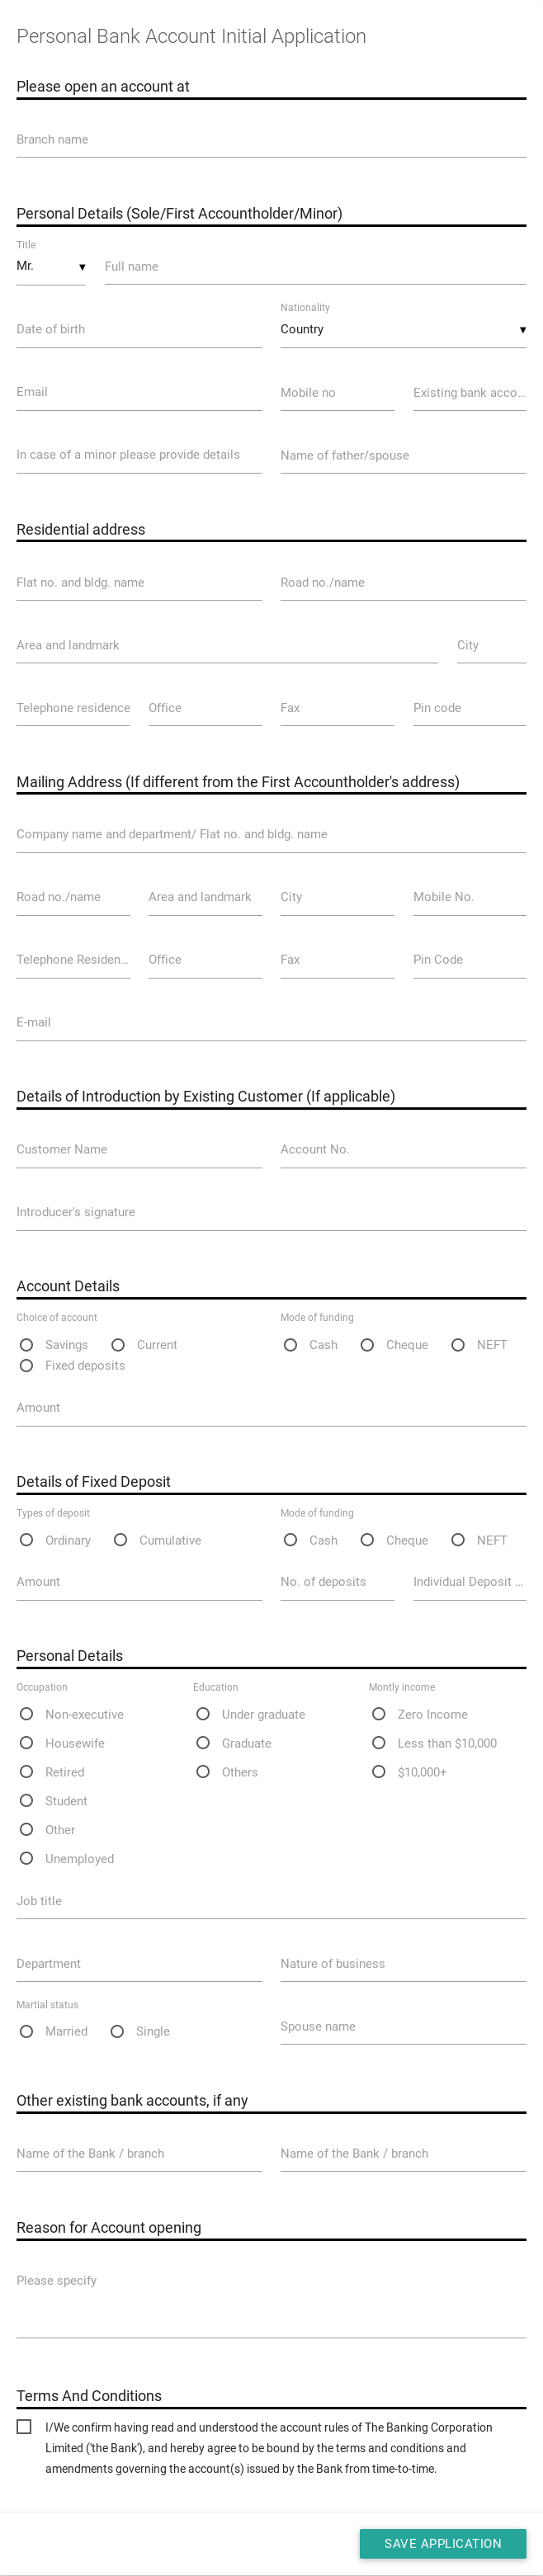 Personal Bank Account Initial Application
Please open an account at
Branch name
Personal Details (Sole/First Accountholder/Minor)
Title
Mr. ▼ Full name
Nationality
Date of birth Country ▼
Email Mobile no Existing bank acco...
In case of a minor please provide details Name of father/spouse
Residential address
Flat no. and bldg. name Road no./name
Area and landmark City
Telephone residence Office Fax Pin code
Mailing Address (If different from the First Accountholder's address)
Company name and department/ Flat no. and bldg. name
Road no./name Area and landmark City Mobile No.
Telephone Residen... Office Fax Pin Code
E-mail
Details of Introduction by Existing Customer (If applicable)
Customer Name Account No.
Introducer's signature
Account Details
Choice of account Mode of funding
Savings Current Cash Cheque NEFT
Fixed deposits
Amount
Details of Fixed Deposit
Types of deposit Mode of funding
Ordinary Cumulative Cash Cheque NEFT
Amount No. of deposits Individual Deposit ...
Personal Details
Occupation Education Montly income
Non-executive Under graduate Zero Income
Housewife Graduate Less than $10,000
Retired Others $10,000+
Student
Other
Unemployed
Job title
Department Nature of business
Martial status
Married Single Spouse name
Other existing bank accounts, if any
Name of the Bank / branch Name of the Bank / branch
Reason for Account opening
Please specify
Terms And Conditions
I/We confirm having read and understood the account rules of The Banking Corporation
Limited ('the Bank'), and hereby agree to be bound by the terms and conditions and
amendments governing the account(s) issued by the Bank from time-to-time.
SAVE APPLICATION